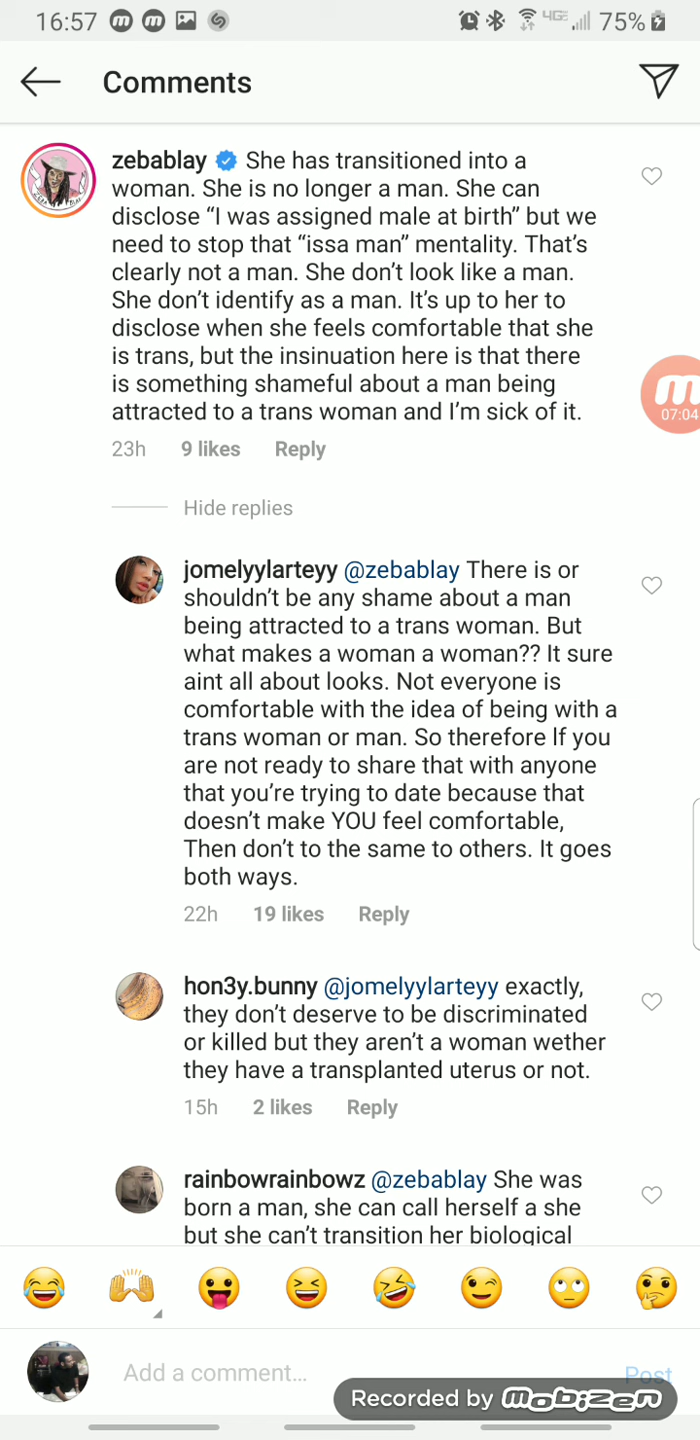 16:57
4GE 75%
Comments
zebablay She has transitioned into a
woman. She is no longer a man. She can
disclose “I was assigned male at birth” but we
need to stop that “issa man” mentality. That’s
clearly not a man. She don’t look like a man.
She don’t identify as a man. It’s up to her to
disclose when she feels comfortable that she
is trans, but the insinuation here is that there
is something shameful about a man being
attracted to a trans woman and I’m sick of it.
m
07:04
23h 9 likes Reply
Hide replies
jomelyylarteyy @zebablay There is or
shouldn’t be any shame about a man
being attracted to a trans woman. But
what makes a woman a woman?? It sure
aint all about looks. Not everyone is
comfortable with the idea of being with a
trans woman or man. So therefore If you
are not ready to share that with anyone
that you’re trying to date because that
doesn’t make YOU feel comfortable,
Then don’t to the same to others. It goes
both ways.
22h 19 likes Reply
hon3y.bunny @jomelyylarteyy exactly,
they don’t deserve to be discriminated
or killed but they aren’t a woman wether
they have a transplanted uterus or not.
15h 2 likes Reply
rainbowrainbowz @zebablay She was
born a man, she can call herself a she
but she can’t transition her biological
Add a comment...
Post
Recorded by mobizen